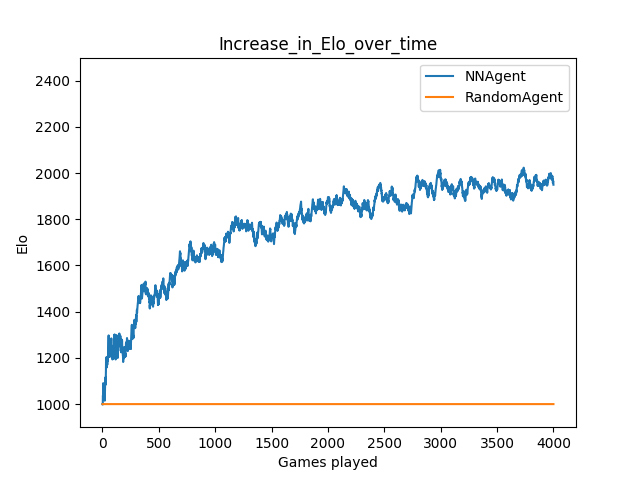 Increase_in_Elo_over_time
NNAgent
RandomAgent
2400
2200
2000
1800
1600
1400
1200
1000
Elo
0 500 1000 1500 2000 2500 3000 3500 4000
Games played